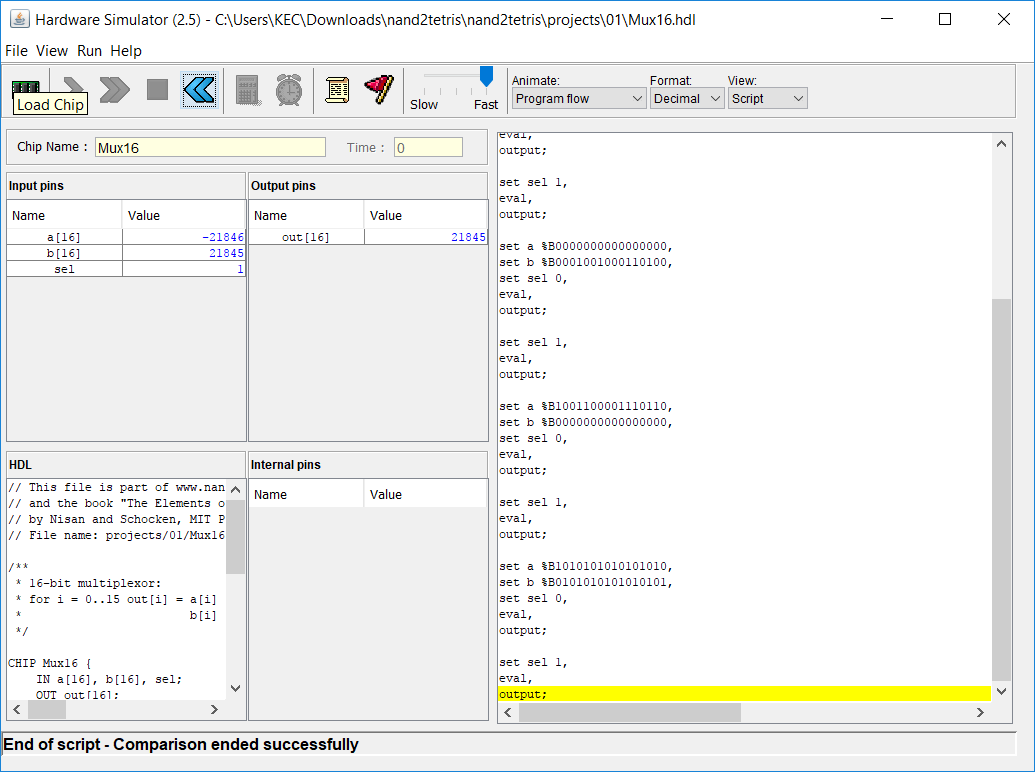 Hardware Simulator (2.5) - C:\Users\KEC\Downloads\nand2tetris\nand2tetris\projects\01\Mux16.hdl
File View Run Help
Load Chip
Slow Fast
Animate: Format: View:
Program flow Decimal Script
Chip Name : Mux16 Time : 0
Input pins
Name Value
a[16] -21846
b[16] 21845
sel 1
Output pins
Name Value
out[16] 21845
HDL
// This file is part of www.nan
// and the book "The Elements o
// by Nisan and Schocken, MIT P
// File name: projects/01/Mux16
/**
* 16-bit multiplexor:
* for i = 0..15 out[i] = a[i]
* b[i]
*/
CHIP Mux16 {
IN a[16], b[16], sel;
OUT out[16];
Internal pins
Name Value
eval,
output;
set sel 1,
eval,
output;
set a %B0000000000000000,
set b %B0001001000110100,
set sel 0,
eval,
output;
set sel 1,
eval,
output;
set a %B1001100001110110,
set b %B0000000000000000,
set sel 0,
eval,
output;
set sel 1,
eval,
output;
set a %B1010101010101010,
set b %B0101010101010101,
set sel 0,
eval,
output;
set sel 1,
eval,
output;
End of script - Comparison ended successfully